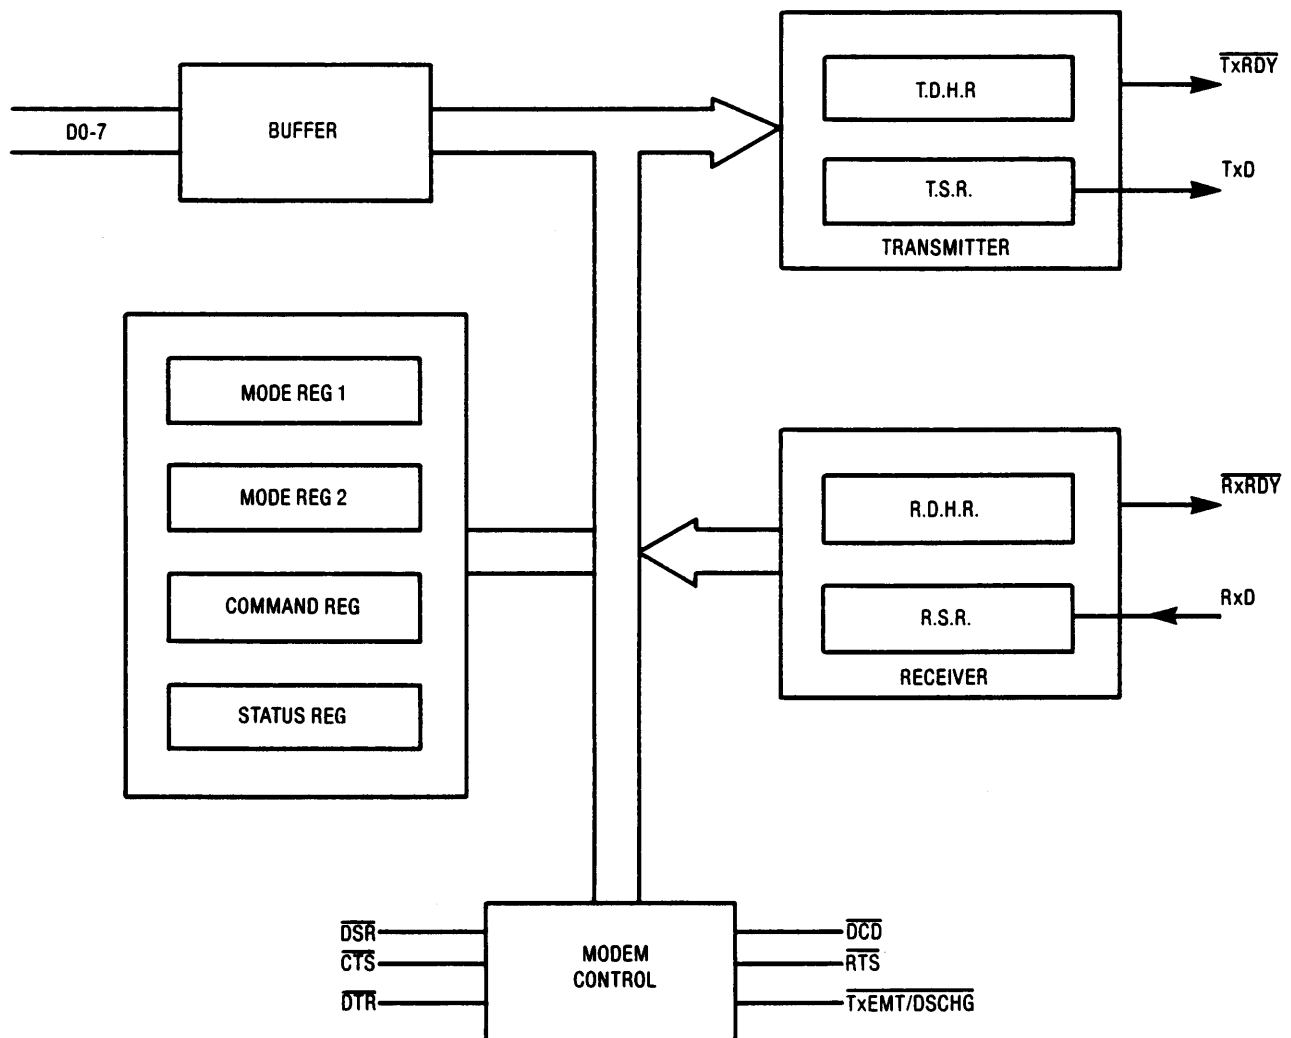 D0-7
BUFFER
T.D.H.R
T.S.R.
TRANSMITTER
TxRDY
TxD
MODE REG 1
MODE REG 2
COMMAND REG
STATUS REG
R.D.H.R.
R.S.R.
RECEIVER
RxRDY
RxD
DSR
CTS
DTR
MODEM
CONTROL
DCD
RTS
TxEMT/DSCHG